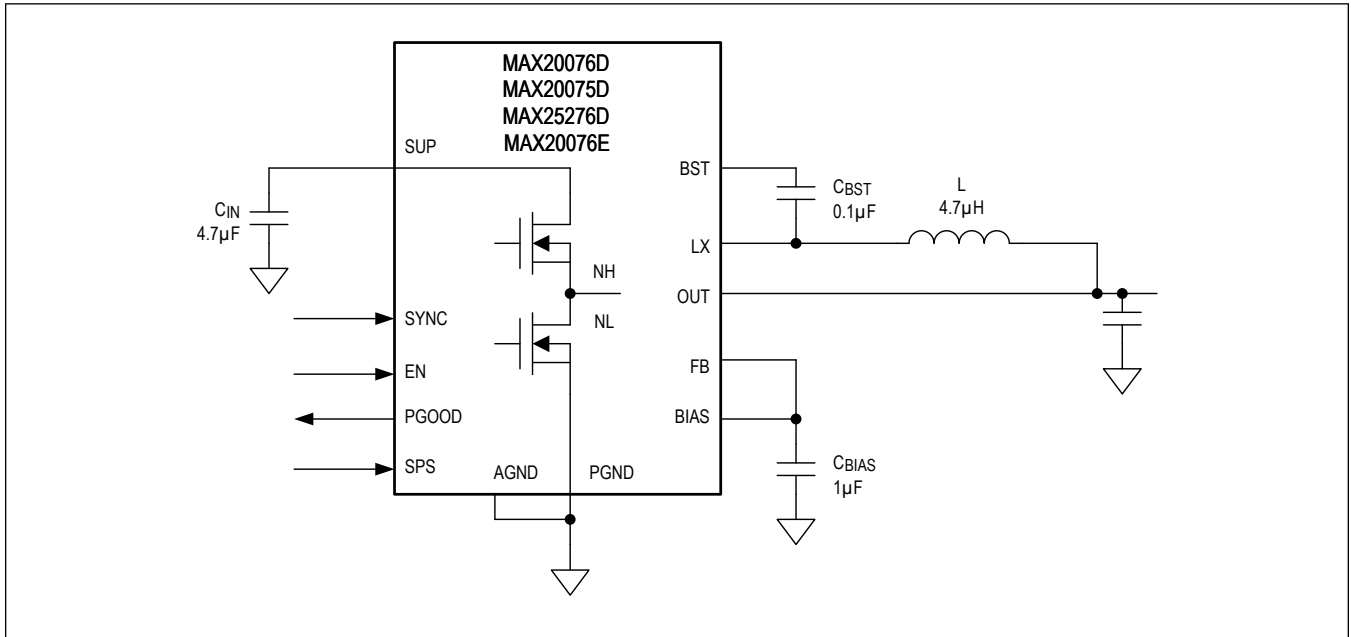 MAX20076D
MAX20075D
MAX25276D
MAX20076E
SUP
BST
CIN
4.7µF
CBST
0.1µF
L
4.7µH
LX
NH
OUT
NL
SYNC
FB
EN
PGOOD
BIAS
SPS
AGND
PGND
CBIAS
1µF